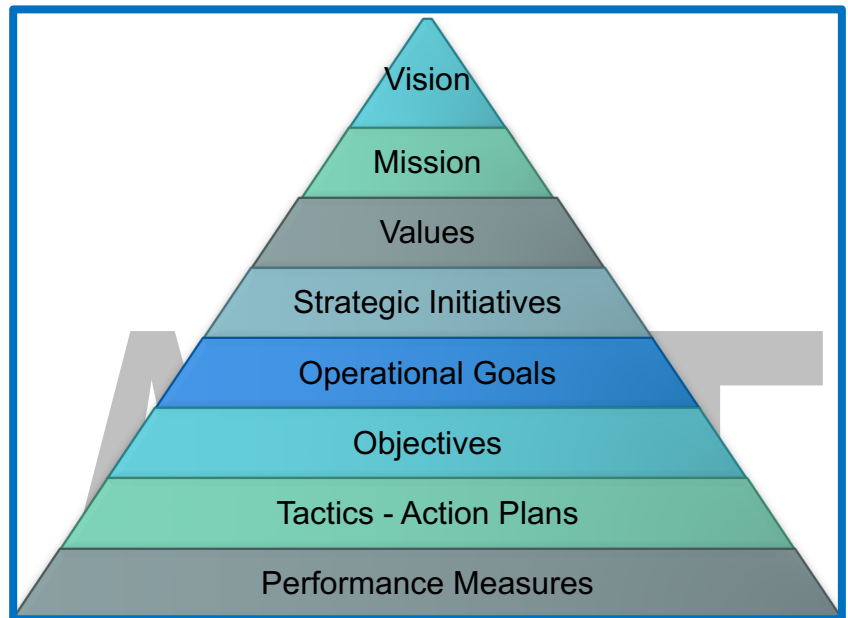 Vision
Mission
Values
Strategic Initiatives
Operational Goals
Objectives
Tactics - Action Plans
Performance Measures